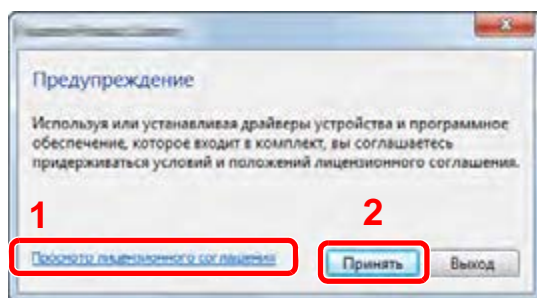 Предупреждение
Используя или устанавливая драйверы устройства и программное
обеспечение, которое входит в комплект, вы соглашаетесь
придерживаться условий и положений лицензионного соглашения.
1
2
Просмотр лицензионного соглашения
Принять
Выход